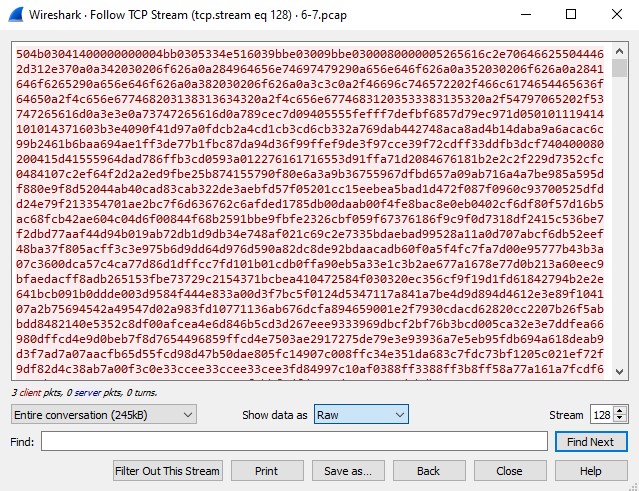 Wireshark · Follow TCP Stream (tcp.stream eq 128) · 6-7.pcap
504b03041400000000004bb0305334e516039bbe03009bbe0300080000005265616c2e70646625504446
2d312e370a0a342030206f626a0a284964656e74697479290a656e646f626a0a352030206f626a0a2841
646f6265290a656e646f626a0a382030206f626a0a3c3c0a2f46696c746572202f466c6174654465636f
64650a2f4c656e6774682038313863432 0a2f4c656e67746831203533383135320a2f54797065202f53
747265616d0a3e3e0a73747265616d0a789cec7d09405555fefff7defbf6857d79ec971d050101119414
101014371603b3e4090f41d97a0fdcb2a4cd1cb3cd6cb332a769dab442748aca8ad4b14daba9a6acac6c
99b2461b6baa694ae1ff3de77b1fbc87da94d36f99ffef9de3f97cce39f72cdff33ddfb3dcf740400080
200415d41555964dad786ffb3cd0593a012276161716553d91ffa71d2084676181b2e2c2f229d7352cfc
0484107c2ef64f2d2a2ed9fbe25b874155790f80e6a3a9b36755967dfbd657a09ab716a4a7be985a595d
f880e9f8d52044ab40cad83cab322de3aebfd57f05201cc15eebea5bad1d472f087f0960c93700525dfd
d24e79f213354701ae2bc7f6d636762c6afded1785db00daab00f4fe8bac8e0eb0402cf6df80f57d16b5
ac68fcb42ae604c04d6f00844f68b2591bbe9fbfe2326cbf059f67376186f9c9f0d7318df2415c536be7
f2dbd77aaf44d94b019ab72db1d9db34e748af021c69c2e7335bdaebad99528a11a0d707abcf6db52eef
48ba37f805acff3c3e975b6d9dd64d976d590a82dc8de92bdaacadb60f0a5f4fc7fa7d00e95777b43b3a
07c3600dca57c4ca77d86d1dffcc7fd101b01cdb0ffa90eb5a33e1c3b2ae677a1678e77d0b213a60eec9
bfaedacff8adb265153fbe73729c2154371bcbea410472584f030320ec356cf9f19d1fd61842794b2e2e
641bcb091b0ddde003d9584f444e833a00d3f7bc5f0124d5347117a841a7be4d9d894d4612e3e89f1041
07a2b75694542a49547d02a983fd10771136ab676dcfa894659001e2f7930cdacd62820cc2207b26f5ab
bdd8482140e5352c8df00afcea4e6d846b5cd3d267eee9333969dbcf2bf76b3bcd005ca32e3e7ddfea66
980dffcd4e9d0beb7f8d7654496859ffcd4e7503ae2917275de79e3e93936a7e5eb95fdb694a618deab9
d3f7ad7a07aacfb65d55fcd98d47b50dae805fc14907c008ffc34e351da683c7fdc73bf1205c021ef72f
9df82d4c38ab7a00f3c0e33ccee33ccee33cee3fd84997c10af0388ff3388ff3b8ff58a77a161a7fcdf6
3 client pkts, 0 server pkts, 0 turns.
Entire conversation (245kB)
Show data as Raw
Stream 128
Find:
Find Next
Filter Out This Stream
Print
Save as…
Back
Close
Help